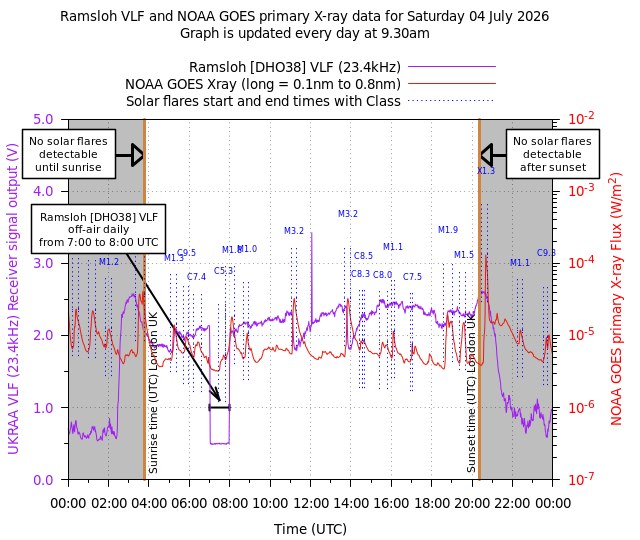 Ramsloh VLF and NOAA GOES primary X-ray data for Saturday 04 July 2026
Graph is updated every day at 9.30am
Ramsloh [DHO38] VLF (23.4kHz)
NOAA GOES Xray (long = 0.1nm to 0.8nm)
Solar flares start and end times with Class
5.0
4.0
3.0
2.0
1.0
0.0
UKRAA VLF (23.4kHz) Receiver signal output (V)
10^-2
10^-3
10^-4
10^-5
10^-6
10^-7
NOAA GOES primary X-ray Flux (W/m²)
No solar flares
detectable
until sunrise
No solar flares
detectable
after sunset
Ramsloh [DHO38] VLF
off-air daily
from 7:00 to 8:00 UTC
M1.2
M1.3
C9.5
C7.4
C5.3
M1.0
M3.2
M3.2
C8.5
C8.3
C8.0
M1.1
C7.5
M1.9
M1.5
X1.3
M1.1
C9.3
Sunrise time (UTC) London UK
Sunset time (UTC) London UK
00:00 02:00 04:00 06:00 08:00 10:00 12:00 14:00 16:00 18:00 20:00 22:00 00:00
Time (UTC)